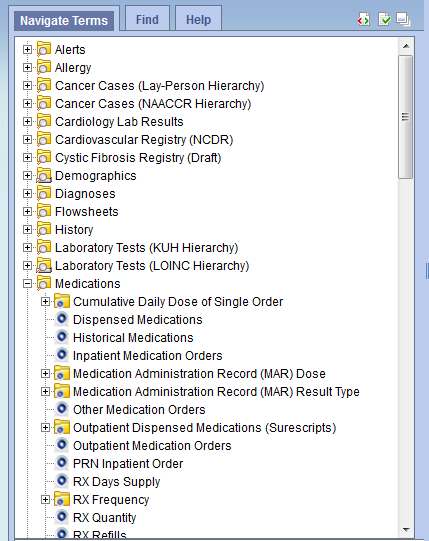 Navigate Terms
Find
Help
Alerts
Allergy
Cancer Cases (Lay-Person Hierarchy)
Cancer Cases (NAACCR Hierarchy)
Cardiology Lab Results
Cardiovascular Registry (NCDR)
Cystic Fibrosis Registry (Draft)
Demographics
Diagnoses
Flowsheets
History
Laboratory Tests (KUH Hierarchy)
Laboratory Tests (LOINC Hierarchy)
Medications
Cumulative Daily Dose of Single Order
Dispensed Medications
Historical Medications
Inpatient Medication Orders
Medication Administration Record (MAR) Dose
Medication Administration Record (MAR) Result Type
Other Medication Orders
Outpatient Dispensed Medications (Surescripts)
Outpatient Medication Orders
PRN Inpatient Order
RX Days Supply
RX Frequency
RX Quantity
RX Refills